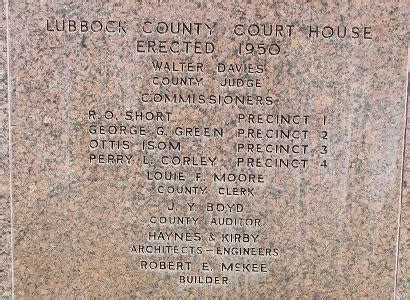 LUBBOCK COUNTY COURT HOUSE
ERECTED 1950
WALTER DAVIES
COUNTY JUDGE
COMMISSIONERS
R. O. SHORT PRECINCT 1
GEORGE G. GREEN PRECINCT 2
OTTIS ISOM PRECINCT 3
PERRY L. CORLEY PRECINCT 4
LOUIE F. MOORE
COUNTY CLERK
J. Y. BOYD
COUNTY AUDITOR
HAYNES & KIRBY
ARCHITECTS-ENGINEERS
ROBERT E. McKEE
BUILDER